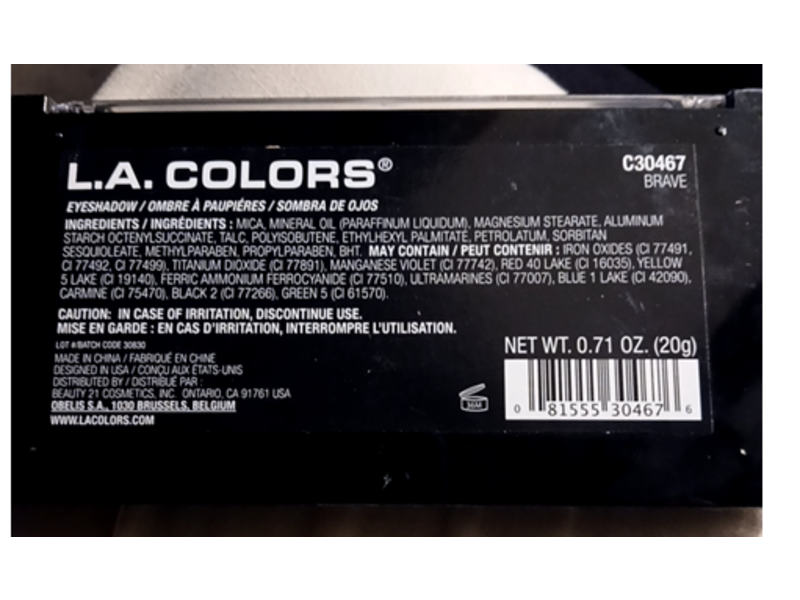 L.A. COLORS®
C30467
BRAVE
EYESHADOW / OMBRE À PAUPIÉRES / SOMBRA DE OJOS
INGREDIENTS / INGRÉDIENTS : MICA, MINERAL OIL (PARAFFINUM LIQUIDUM), MAGNESIUM STEARATE, ALUMINUM
STARCH OCTENYLSUCCINATE, TALC, POLYISOBUTENE, ETHYLHEXYL PALMITATE, PETROLATUM, SORBITAN
SESQUIOLEATE, METHYLPARABEN, PROPYLPARABEN, BHT. MAY CONTAIN / PEUT CONTENIR : IRON OXIDES (CI 77491,
CI 77492, CI 77499), TITANIUM DIOXIDE (CI 77891), MANGANESE VIOLET (CI 77742), RED 40 LAKE (CI 16035), YELLOW
5 LAKE (CI 19140), FERRIC AMMONIUM FERROCYANIDE (CI 77510), ULTRAMARINES (CI 77007), BLUE 1 LAKE (CI 42090),
CARMINE (CI 75470), BLACK 2 (CI 77266), GREEN 5 (CI 61570).
CAUTION: IN CASE OF IRRITATION, DISCONTINUE USE.
MISE EN GARDE : EN CAS D'IRRITATION, INTERROMPRE L'UTILISATION.
LOT #/BATCH CODE 30830
MADE IN CHINA / FABRIQUÉ EN CHINE
DESIGNED IN USA / CONÇU AUX ÉTATS-UNIS
DISTRIBUTED BY / DISTRIBUÉ PAR :
BEAUTY 21 COSMETICS, INC. ONTARIO, CA 91761 USA
OBELIS S.A., 1030 BRUSSELS, BELGIUM
WWW.LACOLORS.COM
NET WT. 0.71 OZ. (20g)
36M
0 81555 30467 6